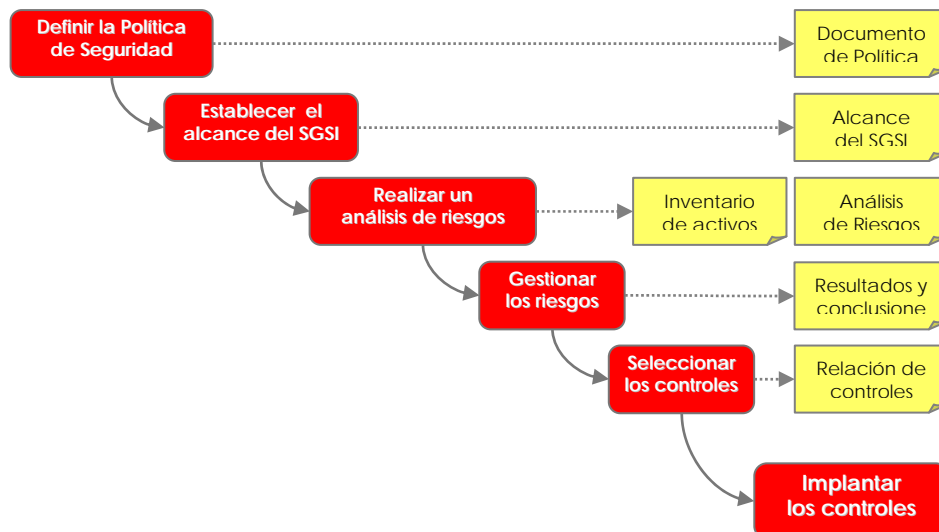 Definir la Política
de Seguridad
Documento
de Política
Establecer el
alcance del SGSI
Alcance
del SGSI
Realizar un
análisis de riesgos
Inventario
de activos
Análisis
de Riesgos
Gestionar
los riesgos
Resultados y
conclusione
Seleccionar
los controles
Relación de
controles
Implantar
los controles